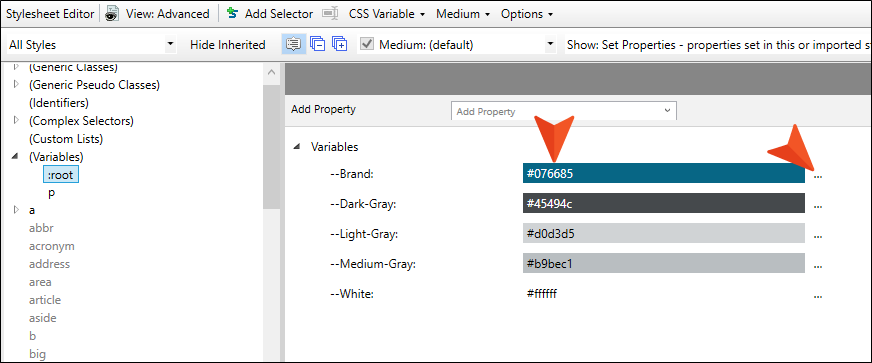 Stylesheet Editor View: Advanced Add Selector CSS Variable Medium Options
All Styles Hide Inherited Medium: (default) Show: Set Properties - properties set in this or imported s
(Generic Classes)
(Generic Pseudo Classes)
(Identifiers)
(Complex Selectors)
(Custom Lists)
(Variables)
:root
p
a
abbr
acronym
address
area
article
aside
b
big
Add Property Add Property
Variables
--Brand: #076685 ...
--Dark-Gray: #45494c ...
--Light-Gray: #d0d3d5 ...
--Medium-Gray: #b9bec1 ...
--White: #ffffff ...